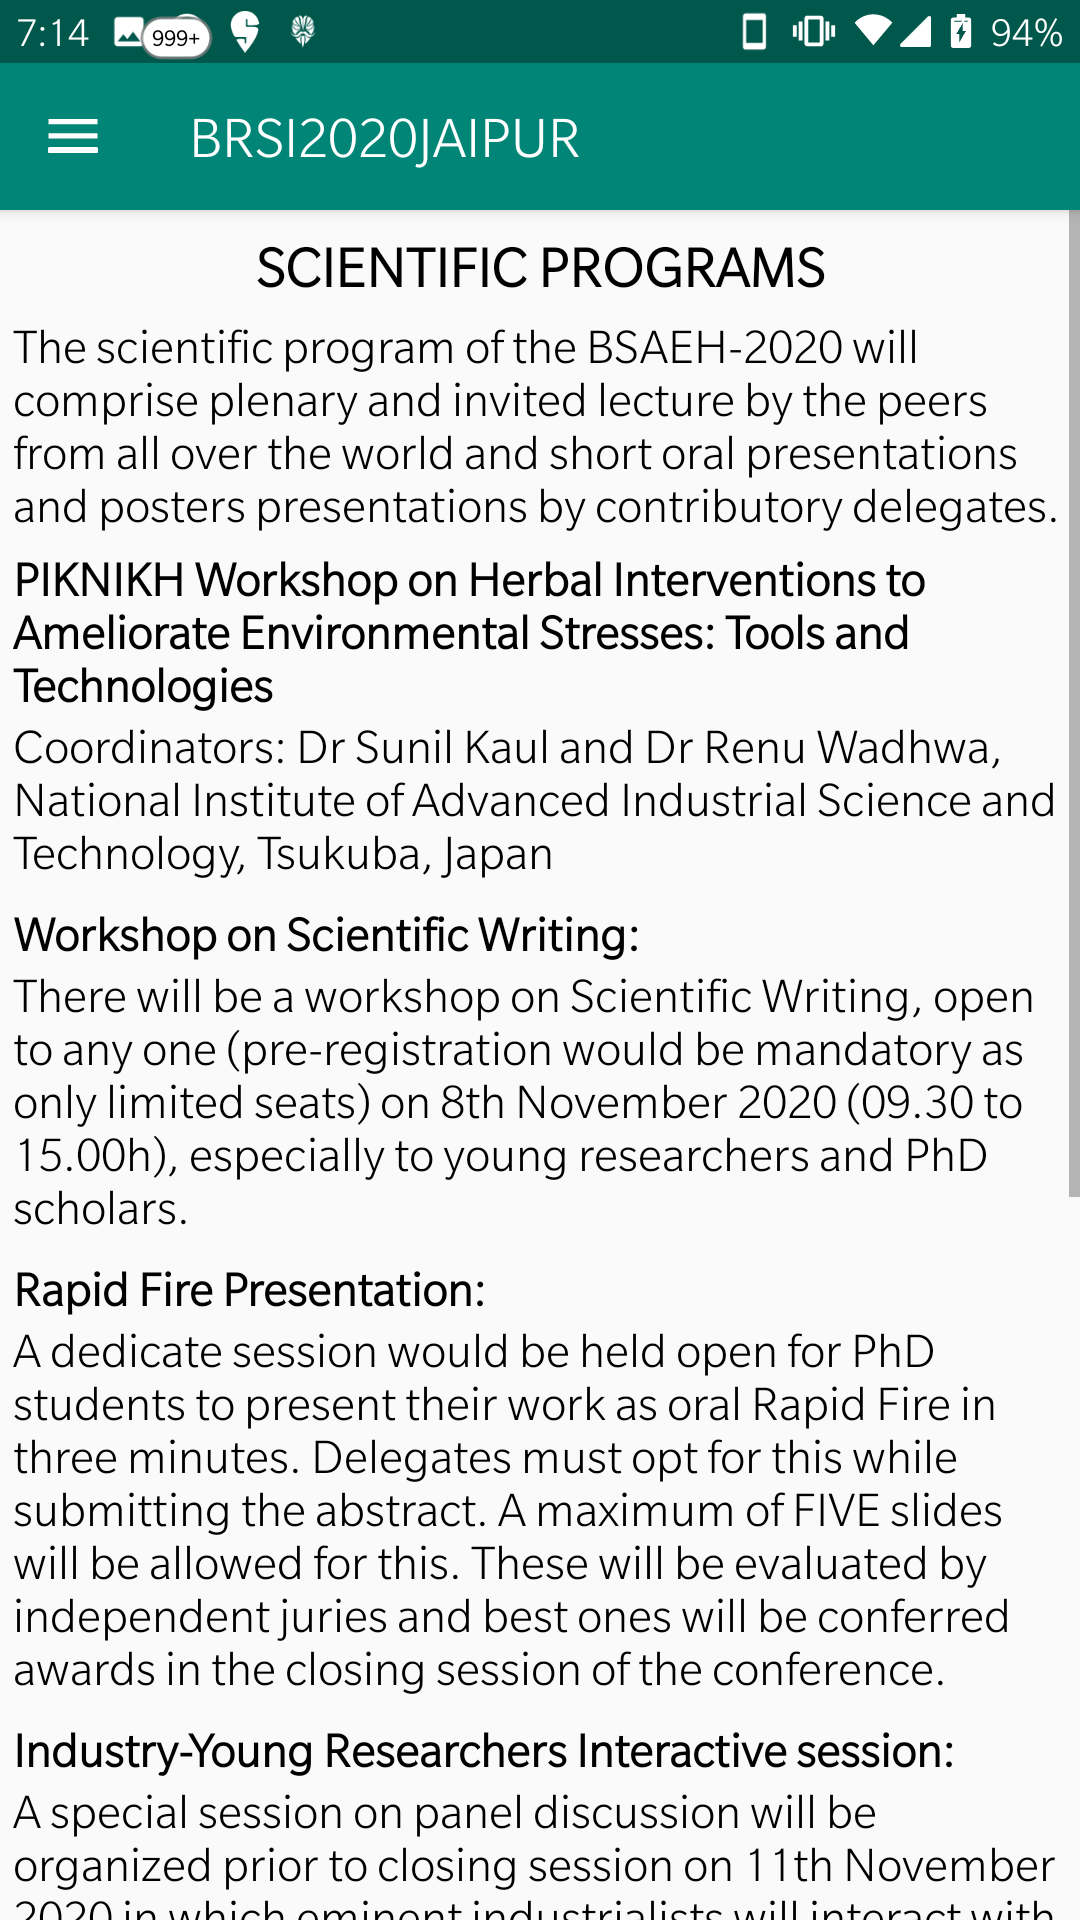 7:14 999+ 94%
BRSI2020JAIPUR
SCIENTIFIC PROGRAMS
The scientific program of the BSAEH-2020 will
comprise plenary and invited lecture by the peers
from all over the world and short oral presentations
and posters presentations by contributory delegates.
PIKNIKH Workshop on Herbal Interventions to
Ameliorate Environmental Stresses: Tools and
Technologies
Coordinators: Dr Sunil Kaul and Dr Renu Wadhwa,
National Institute of Advanced Industrial Science and
Technology, Tsukuba, Japan
Workshop on Scientific Writing:
There will be a workshop on Scientific Writing, open
to any one (pre-registration would be mandatory as
only limited seats) on 8th November 2020 (09.30 to
15.00h), especially to young researchers and PhD
scholars.
Rapid Fire Presentation:
A dedicate session would be held open for PhD
students to present their work as oral Rapid Fire in
three minutes. Delegates must opt for this while
submitting the abstract. A maximum of FIVE slides
will be allowed for this. These will be evaluated by
independent juries and best ones will be conferred
awards in the closing session of the conference.
Industry-Young Researchers Interactive session:
A special session on panel discussion will be
organized prior to closing session on 11th November
2020 in which eminent industrialists will interact with